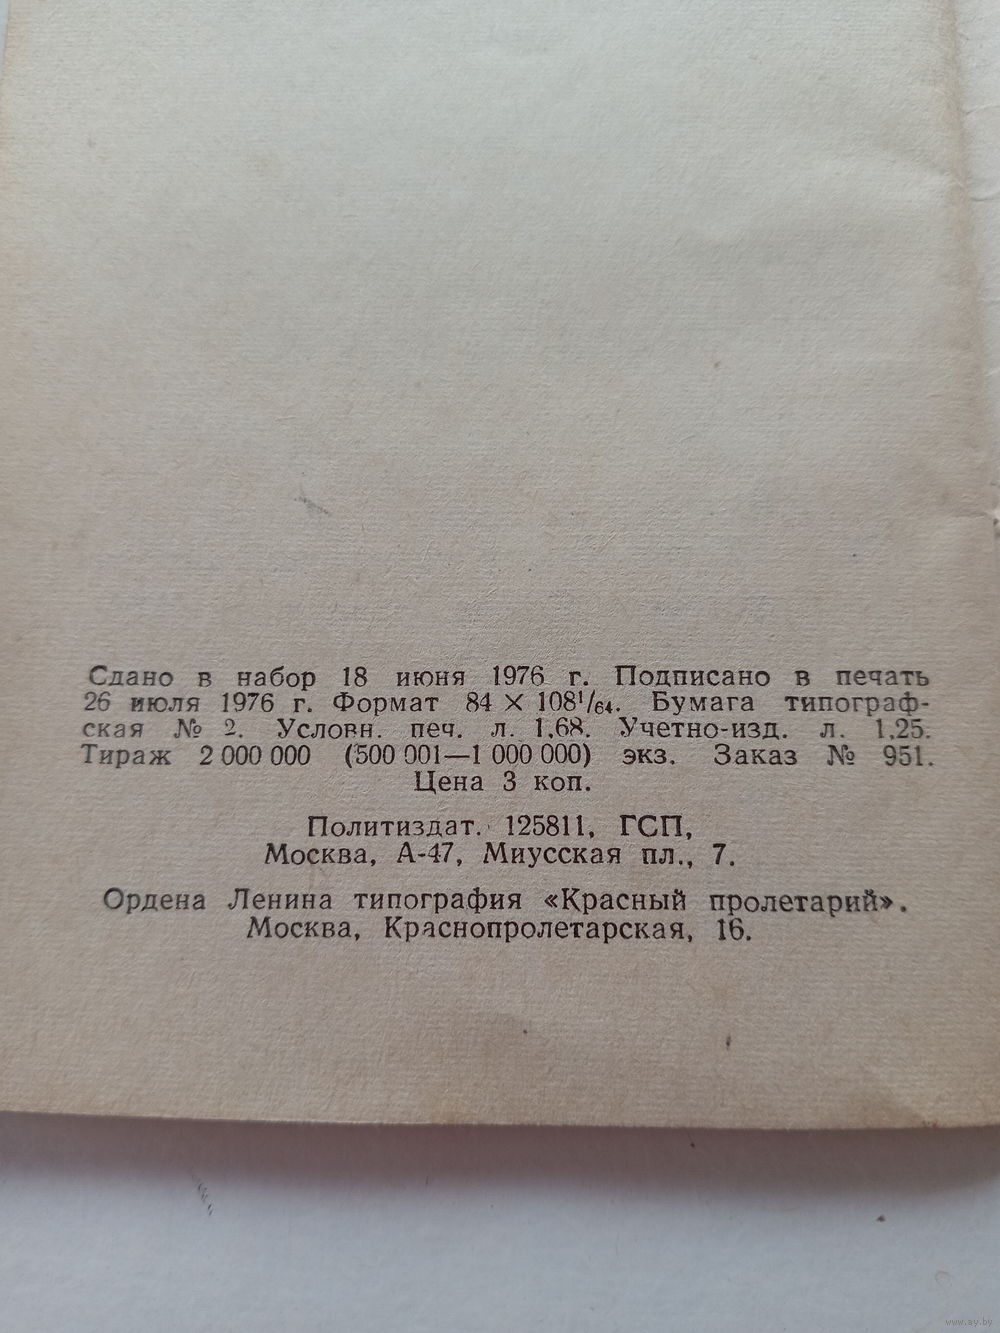 Сдано в набор 18 июня 1976 г. Подписано в печать
26 июля 1976 г. Формат 84 × 108¹/₆₄. Бумага типограф-
ская № 2. Условн. печ. л. 1,68. Учетно-изд. л. 1,25.
Тираж 2 000 000 (500 001—1 000 000) экз. Заказ № 951.
Цена 3 коп.
Политиздат. 125811, ГСП,
Москва, А-47, Миусская пл., 7.
Ордена Ленина типография «Красный пролетарий».
Москва, Краснопролетарская, 16.
www.ay.by